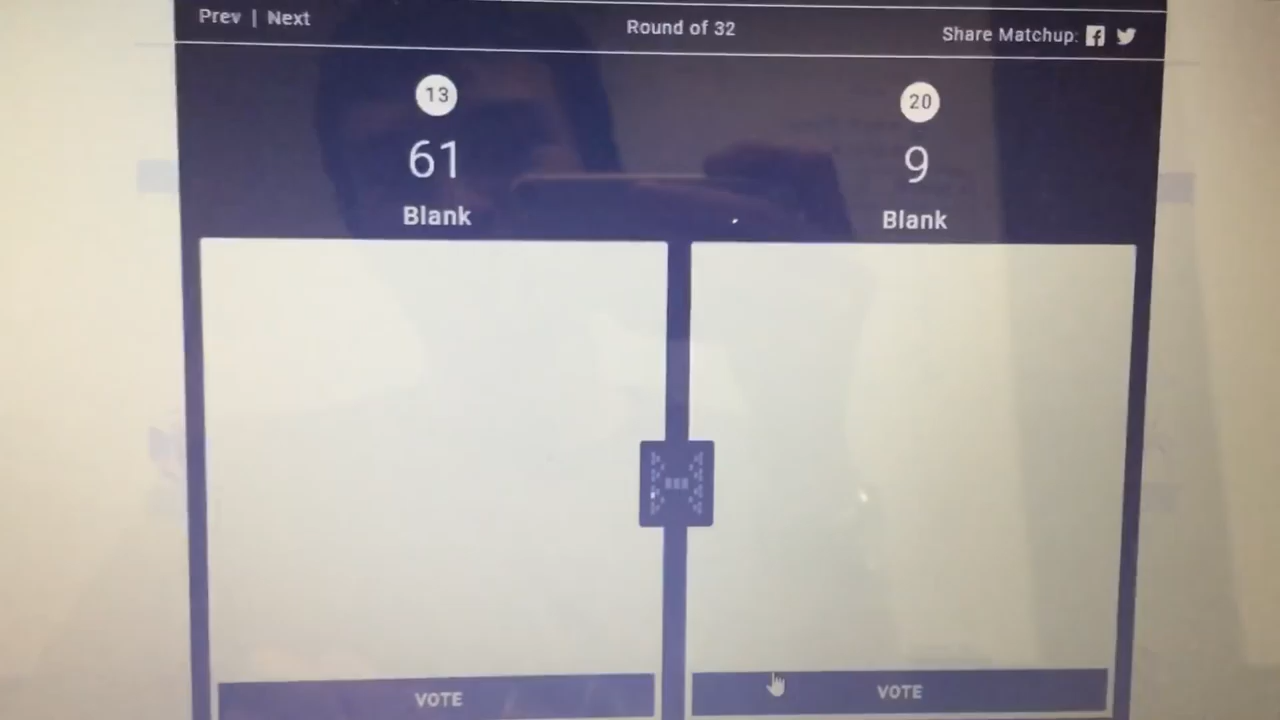 Prev | Next
Round of 32
Share Matchup:
13
61
Blank
20
9
Blank
VOTE
VOTE